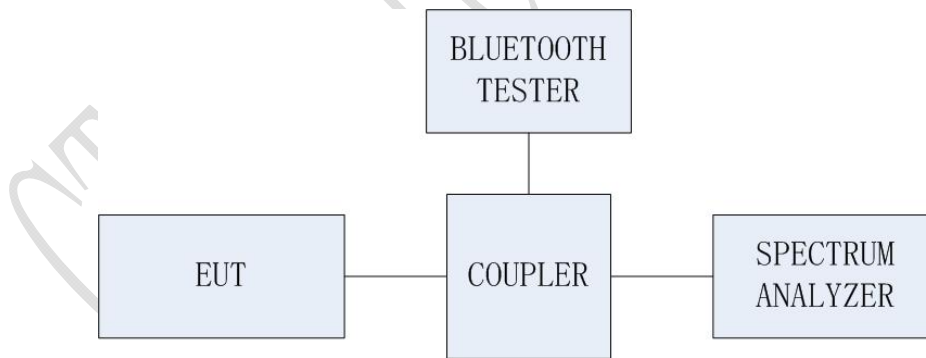 BLUETOOTH
TESTER
EUT
COUPLER
SPECTRUM
ANALYZER